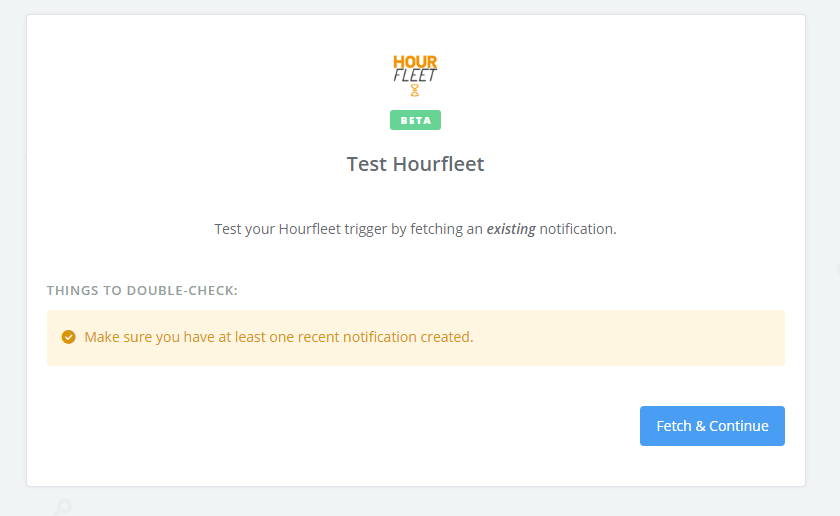 HOUR
FLEET
BETA
Test Hourfleet
Test your Hourfleet trigger by fetching an existing notification.
THINGS TO DOUBLE-CHECK:
Make sure you have at least one recent notification created.
Fetch & Continue